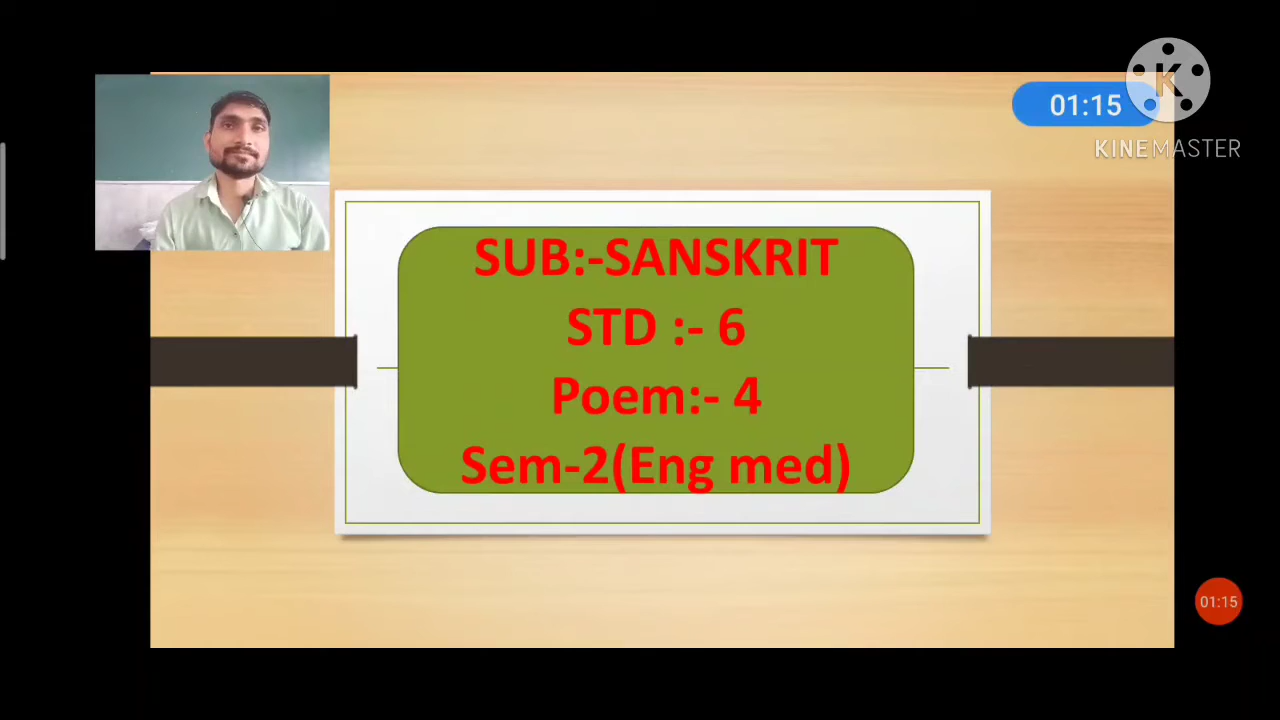 01:15
KINEMASTER
SUB:-SANSKRIT
STD :- 6
Poem:- 4
Sem-2(Eng med)
01:15